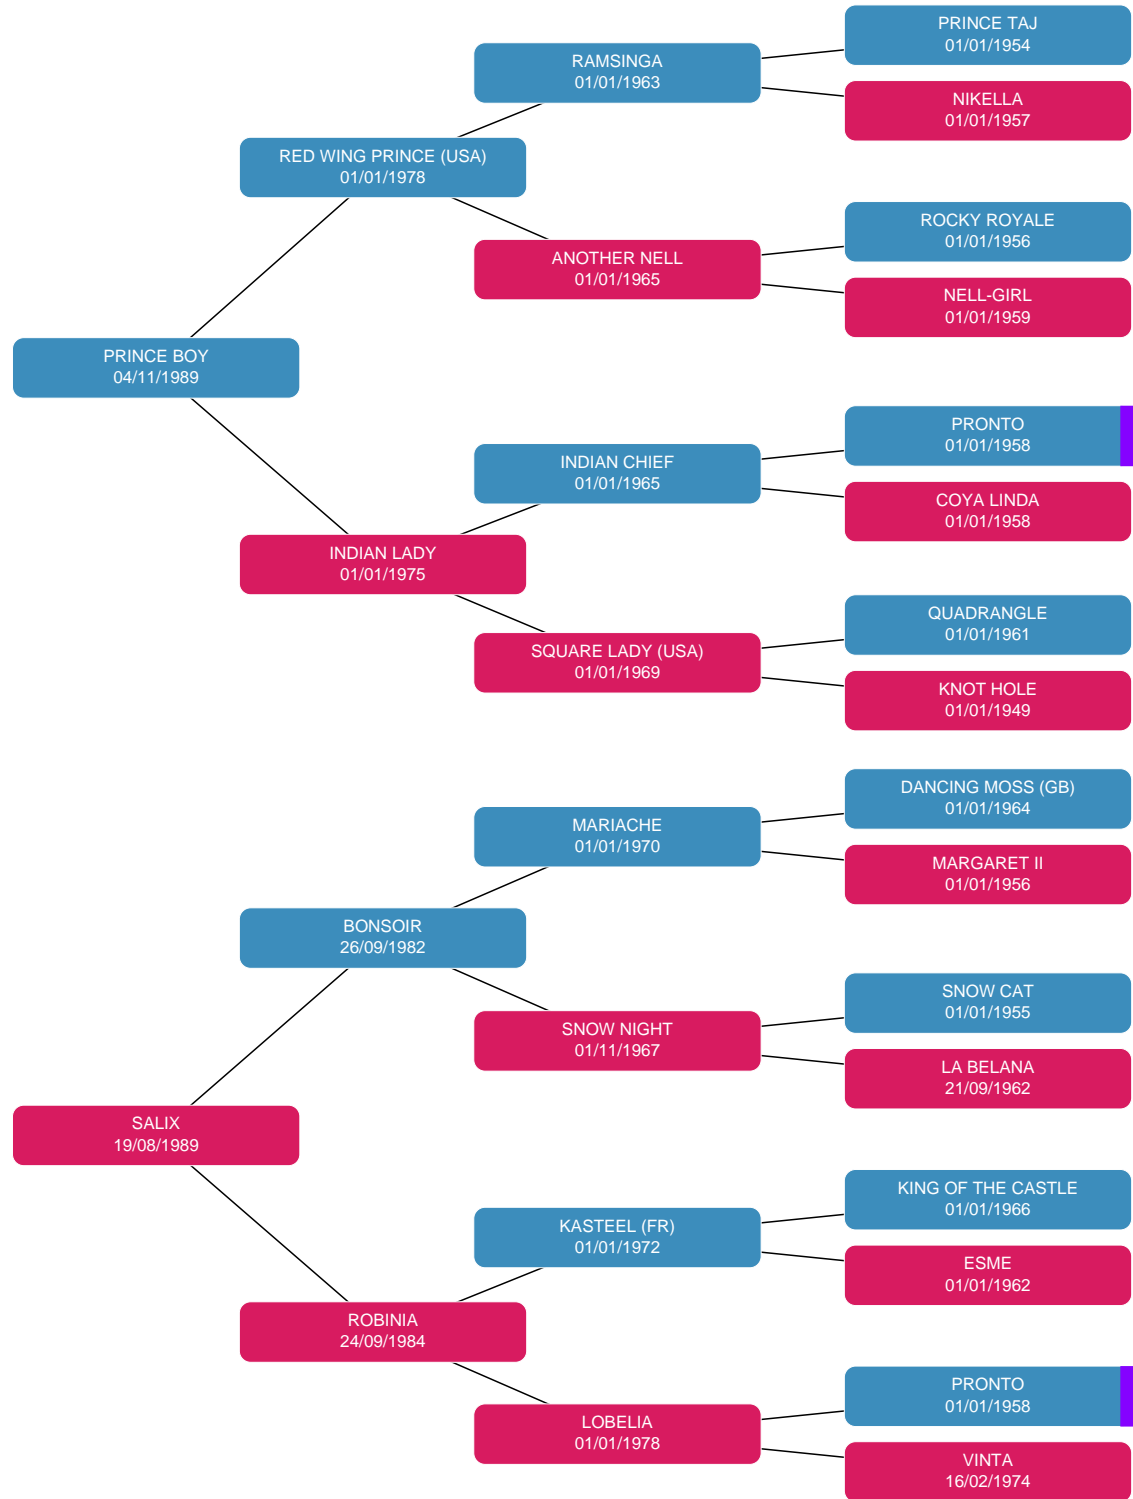 PRINCE TAJ
01/01/1954
RAMSINGA
01/01/1963
NIKELLA
01/01/1957
RED WING PRINCE (USA)
01/01/1978
ROCKY ROYALE
01/01/1956
ANOTHER NELL
01/01/1965
NELL-GIRL
01/01/1959
PRINCE BOY
04/11/1989
PRONTO
01/01/1958
INDIAN CHIEF
01/01/1965
COYA LINDA
01/01/1958
INDIAN LADY
01/01/1975
QUADRANGLE
01/01/1961
SQUARE LADY (USA)
01/01/1969
KNOT HOLE
01/01/1949
DANCING MOSS (GB)
01/01/1964
MARIACHE
01/01/1970
MARGARET II
01/01/1956
BONSOIR
26/09/1982
SNOW CAT
01/01/1955
SNOW NIGHT
01/11/1967
LA BELANA
21/09/1962
SALIX
19/08/1989
KING OF THE CASTLE
01/01/1966
KASTEEL (FR)
01/01/1972
ESME
01/01/1962
ROBINIA
24/09/1984
PRONTO
01/01/1958
LOBELIA
01/01/1978
VINTA
16/02/1974